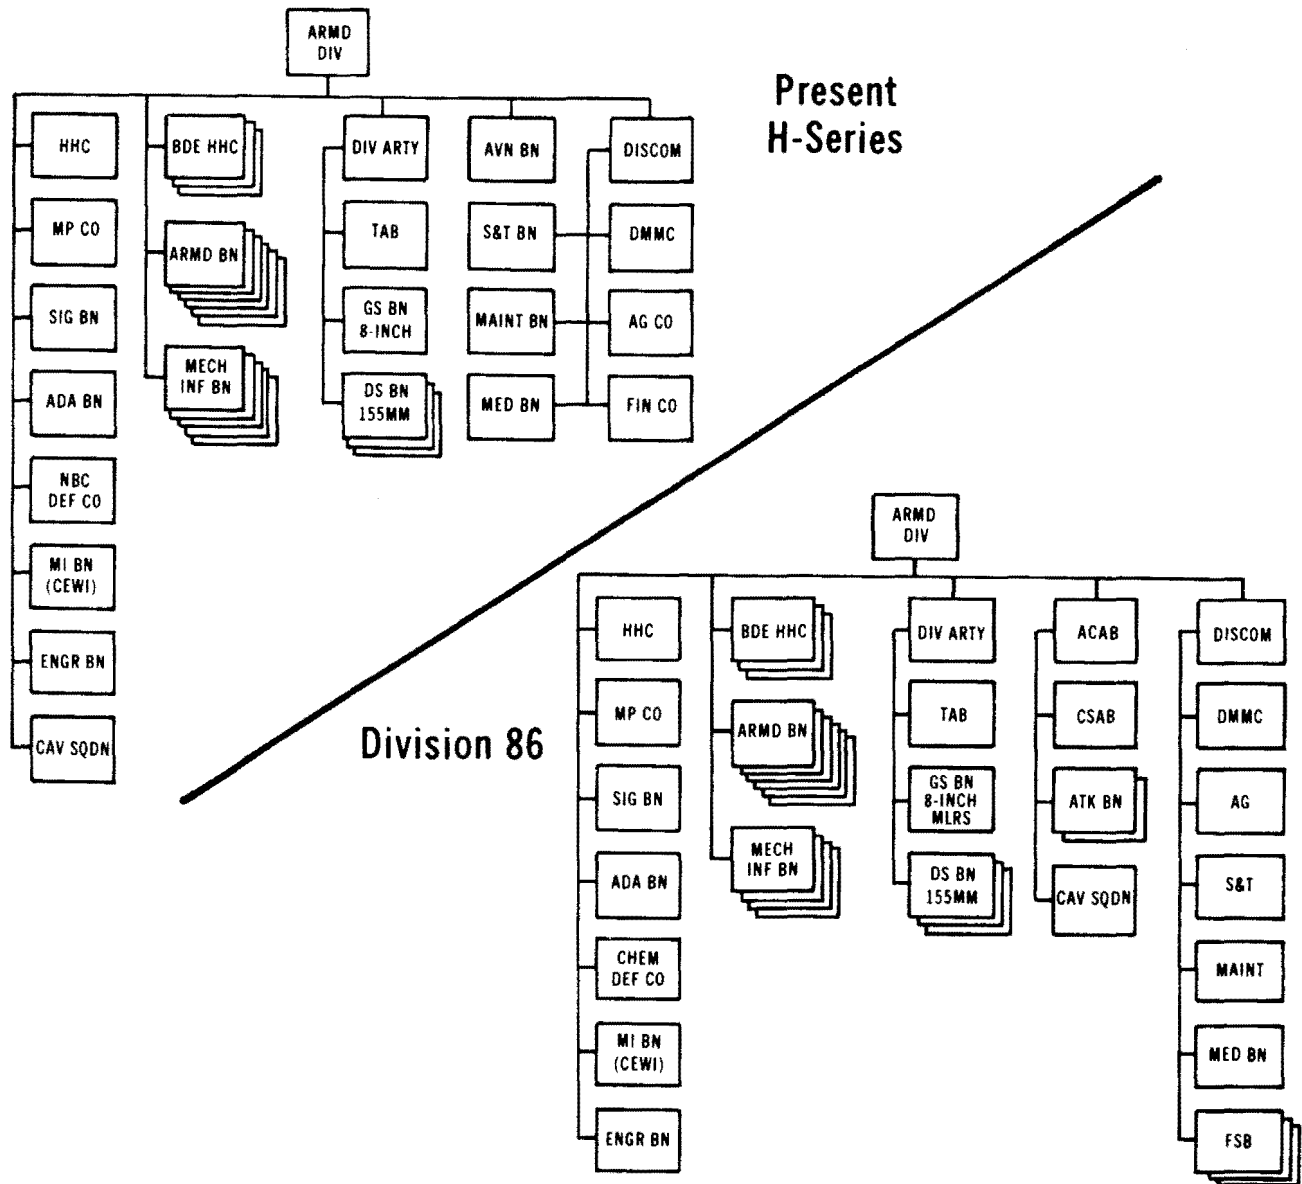 ARMD
DIV
Present
H-Series
HHC
MP CO
SIG BN
ADA BN
NBC
DEF CO
MI BN
(CEWI)
ENGR BN
CAV SQDN
BDE HHC
ARMD BN
MECH
INF BN
DIV ARTY
TAB
GS BN
8-INCH
DS BN
155MM
AVN BN
S&T BN
MAINT BN
MED BN
DISCOM
DMMC
AG CO
FIN CO
Division 86
ARMD
DIV
HHC
MP CO
SIG BN
ADA BN
CHEM
DEF CO
MI BN
(CEWI)
ENGR BN
BDE HHC
ARMD BN
MECH
INF BN
DIV ARTY
TAB
GS BN
8-INCH
MLRS
DS BN
155MM
ACAB
CSAB
ATK BN
CAV SQDN
DISCOM
DMMC
AG
S&T
MAINT
MED BN
FSB